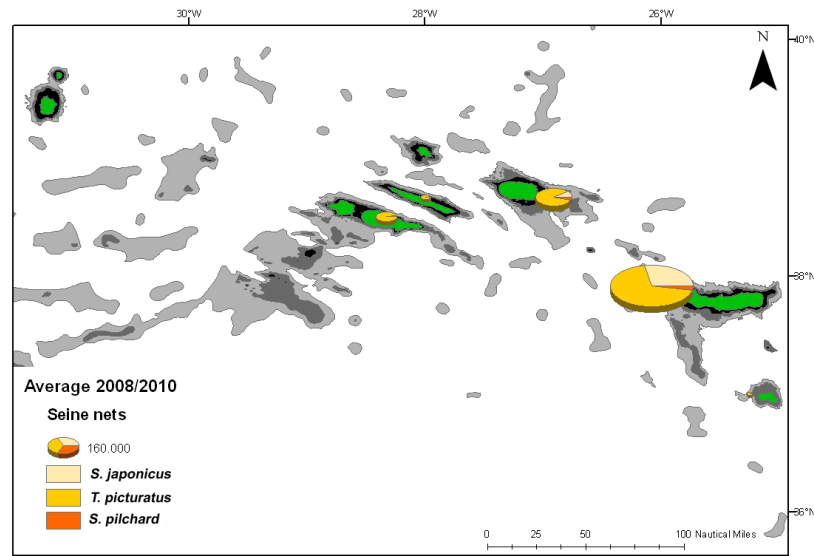 30°W 28°W 26°W
40°N
N
38°N
36°N
Average 2008/2010
Seine nets
160.000
S. japonicus
T. picturatus
S. pilchard
0 25 50 100 Nautical Miles